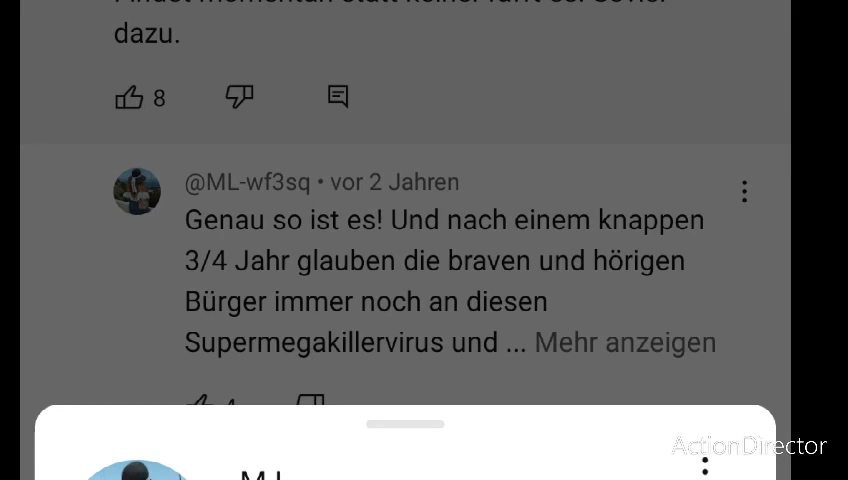 dazu.
8
@ML-wf3sq • vor 2 Jahren
Genau so ist es! Und nach einem knappen
3/4 Jahr glauben die braven und hörigen
Bürger immer noch an diesen
Supermegakillervirus und ... Mehr anzeigen
ActionDirector